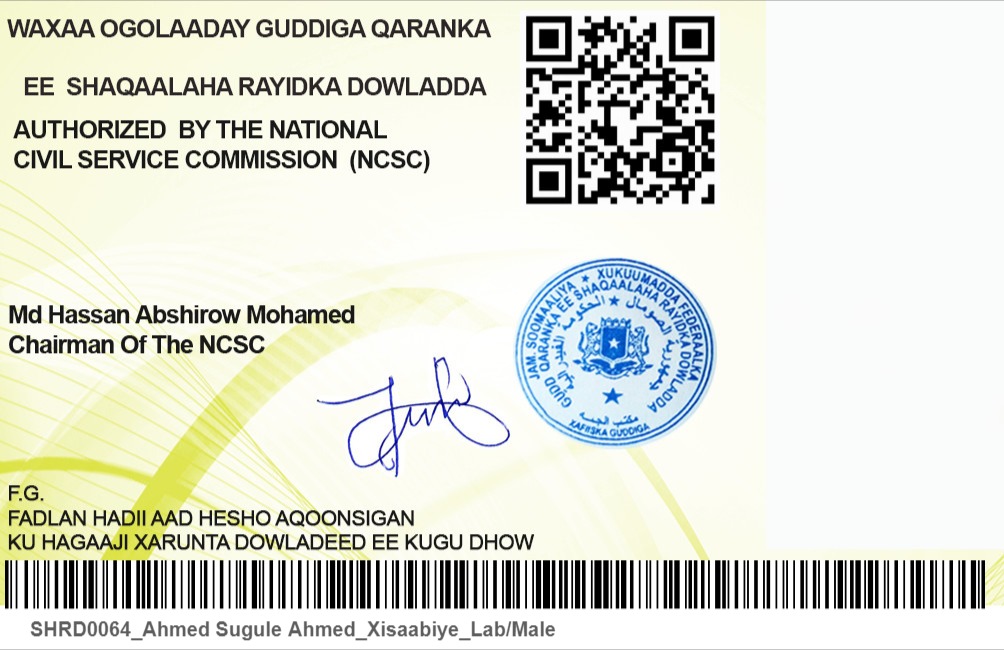 WAXAA OGOLAADAY GUDDIGA QARANKA
EE SHAQAALAHA RAYIDKA DOWLADDA
AUTHORIZED BY THE NATIONAL
CIVIL SERVICE COMMISSION (NCSC)
Md Hassan Abshirow Mohamed
Chairman Of The NCSC
JAM. SOOMAALIYA ★ XUKUUMADDA FEDERAALKA
QARANKA EE SHAQAALAHA RAYIDKA DOWLADDA
XAFIISKA GUDDIGA
F.G.
FADLAN HADII AAD HESHO AQOONSIGAN
KU HAGAAJI XARUNTA DOWLADEED EE KUGU DHOW
SHRD0064_Ahmed Sugule Ahmed_Xisaabiye_Lab/Male